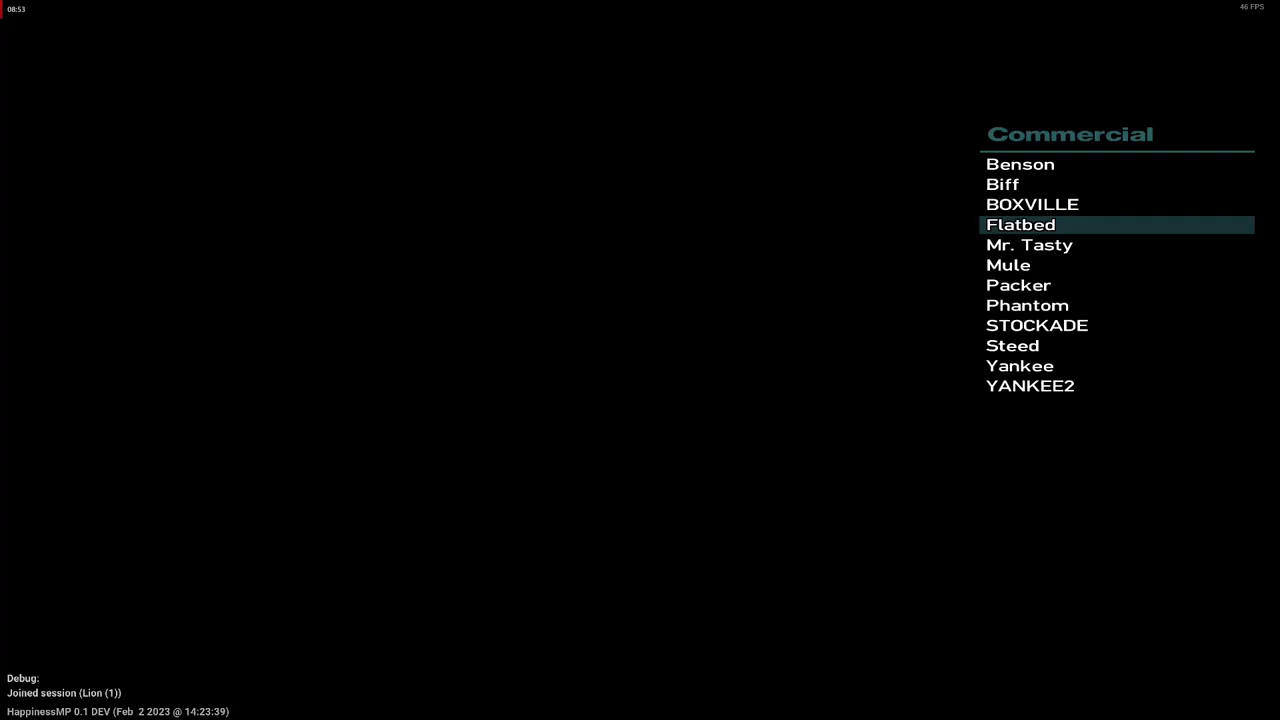 08:53
46 FPS
Commercial
Benson
Biff
BOXVILLE
Flatbed
Mr. Tasty
Mule
Packer
Phantom
STOCKADE
Steed
Yankee
YANKEE2
Debug:
Joined session (Lion (1))
HappinessMP 0.1 DEV (Feb  2 2023 @ 14:23:39)